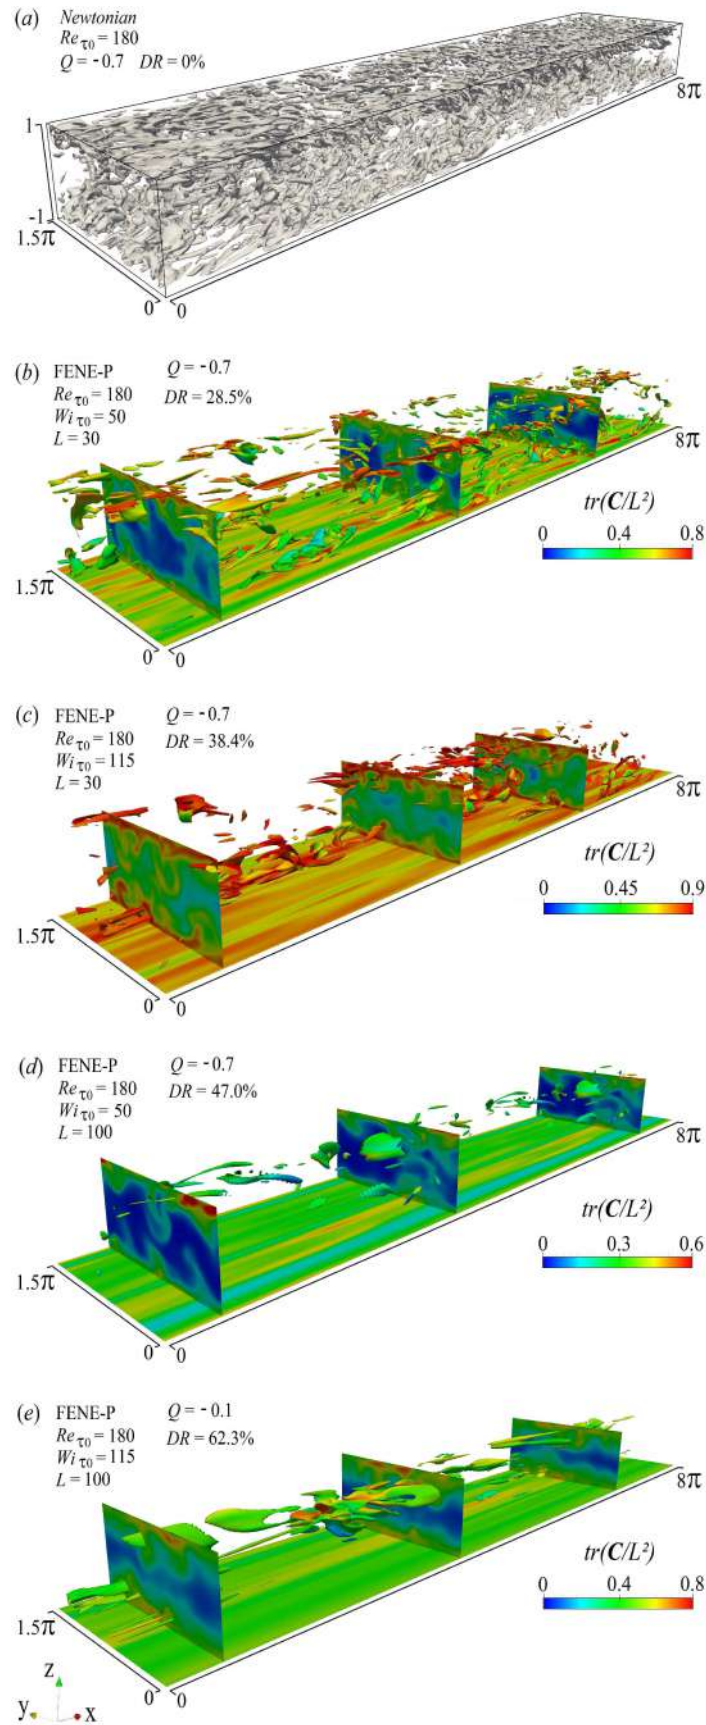 (a) Newtonian
Reτ0 = 180
Q = -0.7 DR = 0%
8π
1
-1
1.5π
0 0
(b) FENE-P Q = -0.7
Reτ0 = 180 DR = 28.5%
Wiτ0 = 50
L = 30
8π
tr(C/L²)
0 0.4 0.8
1.5π
0 0
(c) FENE-P Q = -0.7
Reτ0 = 180 DR = 38.4%
Wiτ0 = 115
L = 30
8π
tr(C/L²)
0 0.45 0.9
1.5π
0 0
(d) FENE-P Q = -0.7
Reτ0 = 180 DR = 47.0%
Wiτ0 = 50
L = 100
8π
tr(C/L²)
0 0.3 0.6
1.5π
0 0
(e) FENE-P Q = -0.1
Reτ0 = 180 DR = 62.3%
Wiτ0 = 115
L = 100
8π
tr(C/L²)
0 0.4 0.8
1.5π
z
y x
0 0